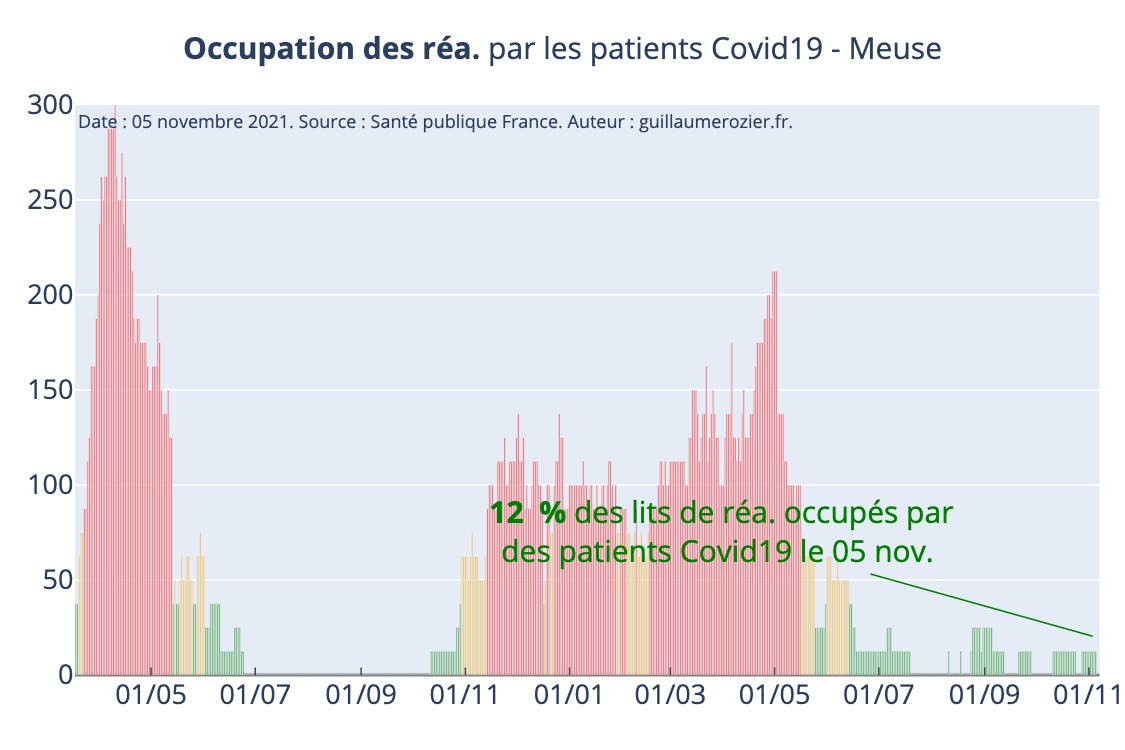 Occupation des réa. par les patients Covid19 - Meuse
300
Date : 05 novembre 2021. Source : Santé publique France. Auteur : guillaumerozier.fr.
250
200
150
100
12 % des lits de réa. occupés par
des patients Covid19 le 05 nov.
50
0
01/05 01/07 01/09 01/11 01/01 01/03 01/05 01/07 01/09 01/11